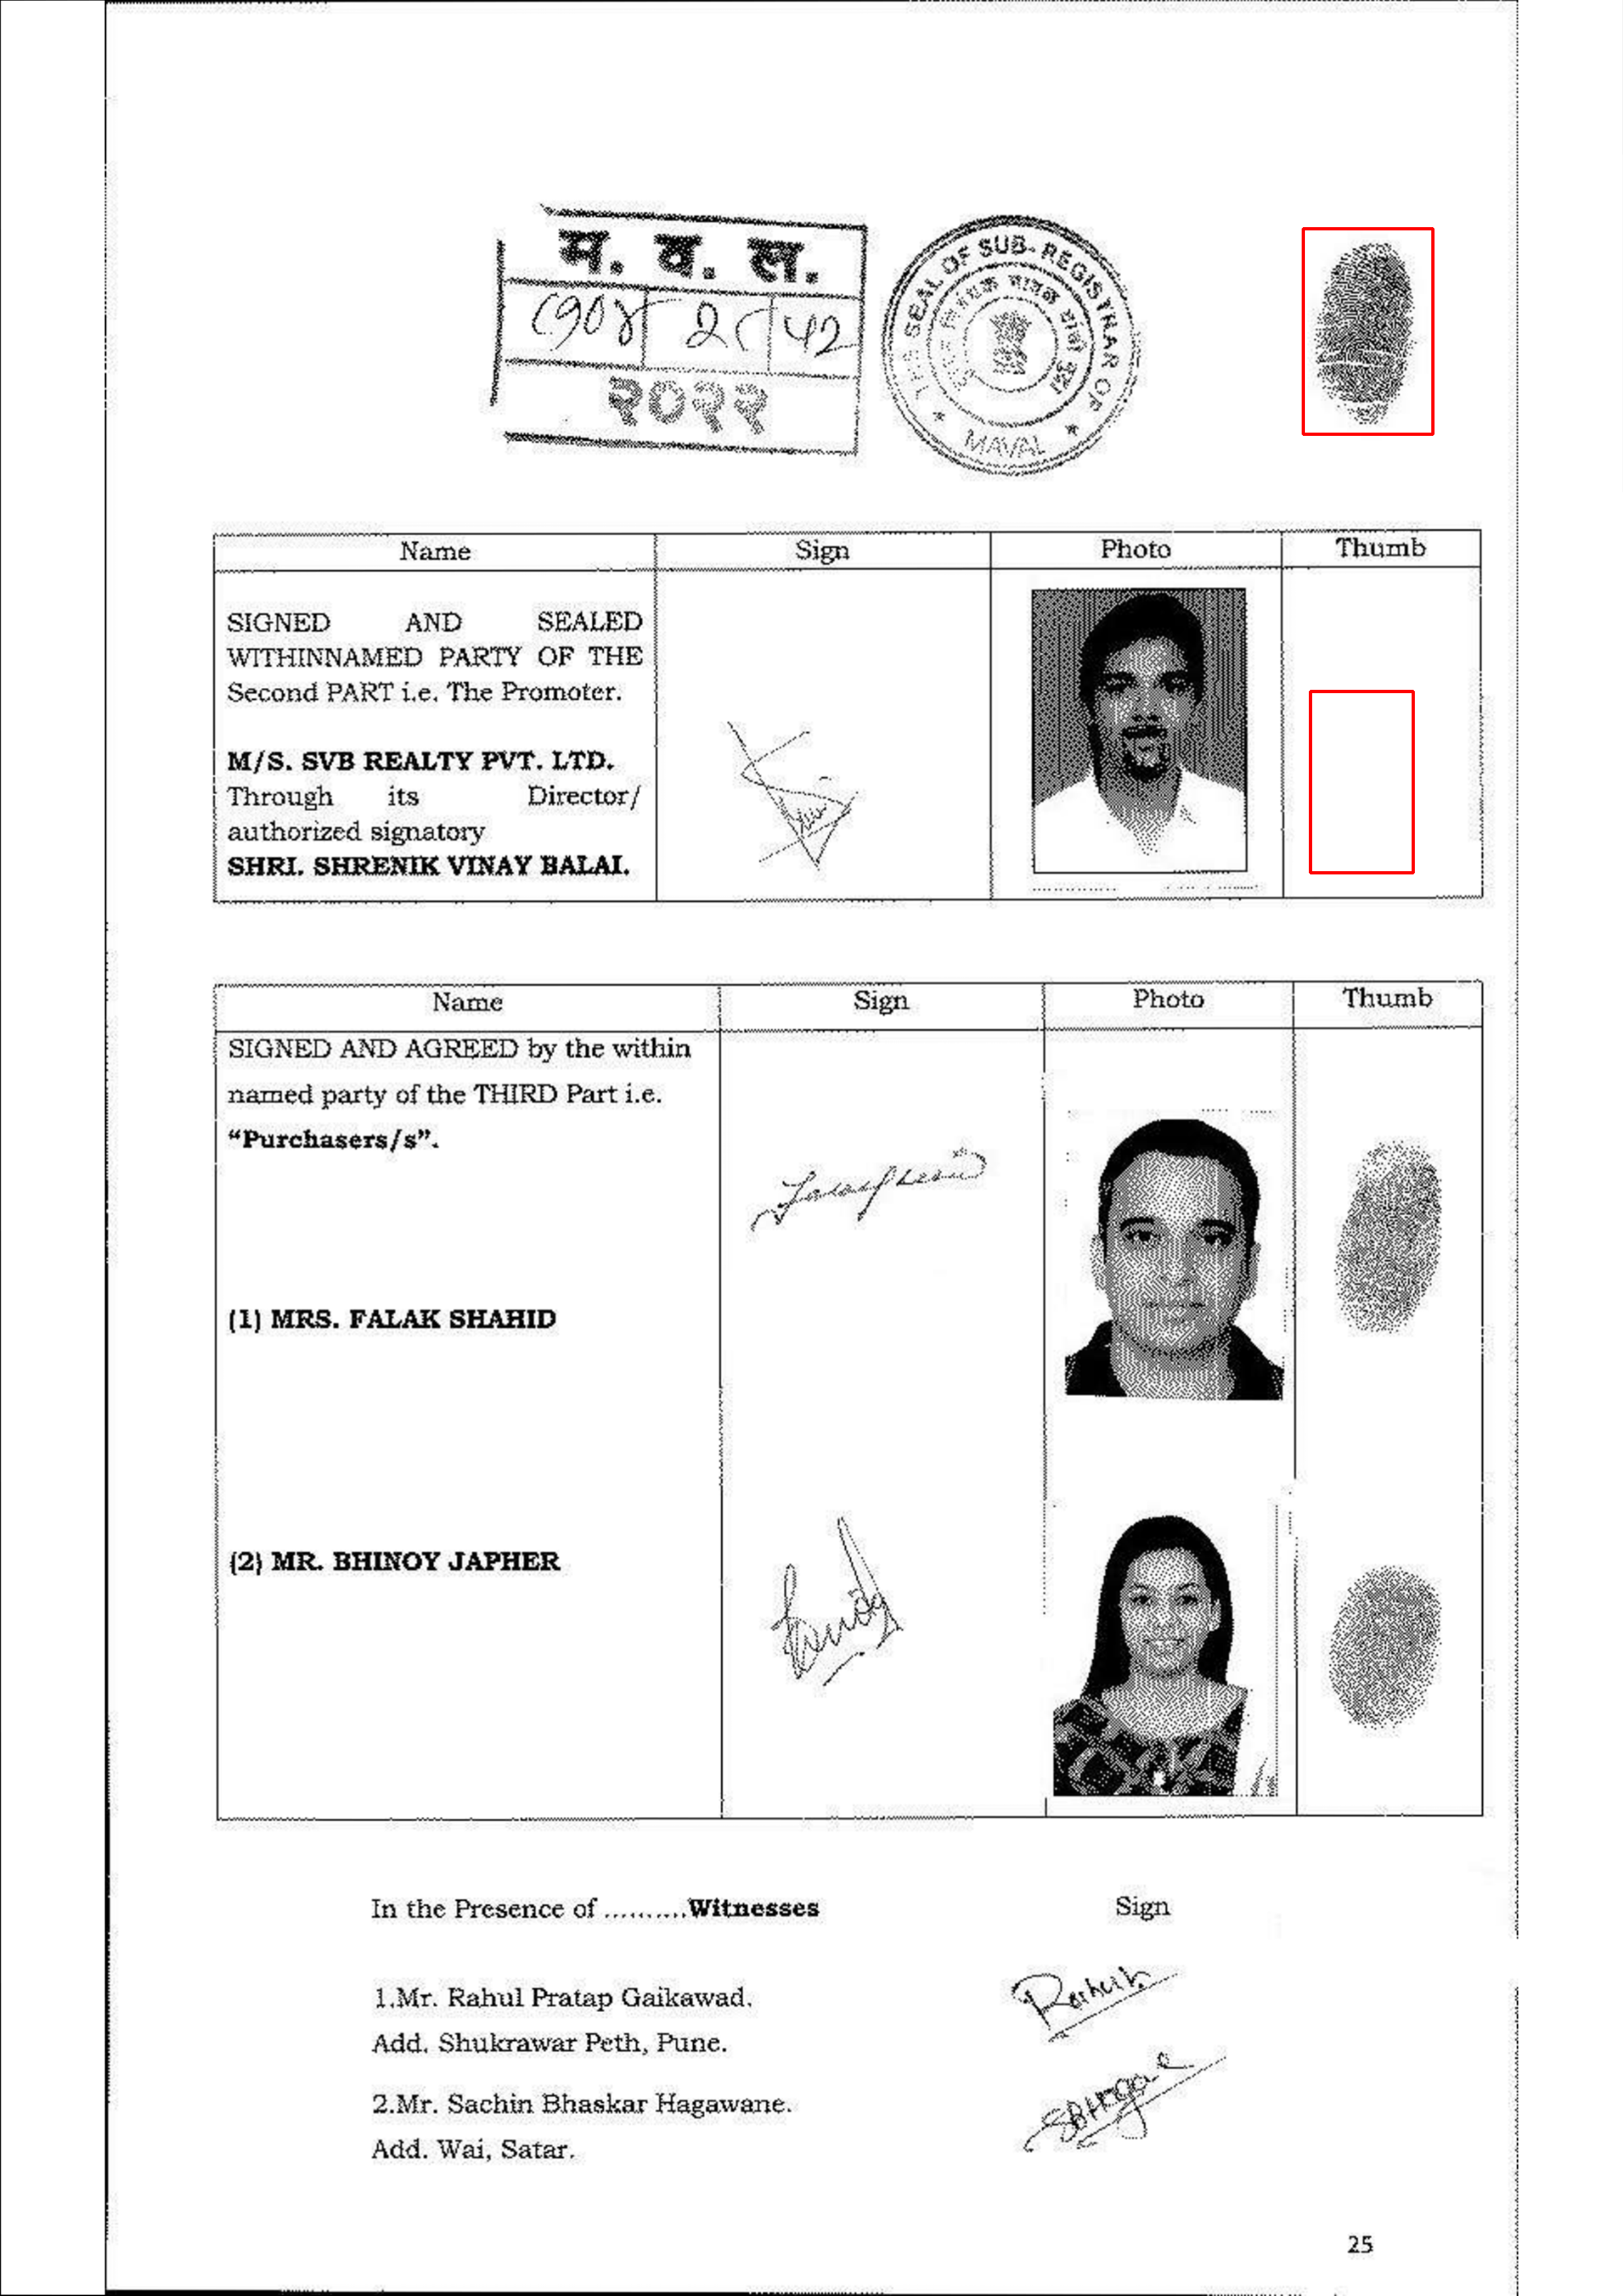 म. व. ल.
42
२०२२
THE SEAL OF SUB-REGISTRAR OF
MAVAL
Name Sign Photo Thumb
SIGNED AND SEALED
WITHINNAMED PARTY OF THE
Second PART i.e. The Promoter.
M/S. SVB REALTY PVT. LTD.
Through its Director/
authorized signatory
SHRI. SHRENIK VINAY BALAI.
Name Sign Photo Thumb
SIGNED AND AGREED by the within
named party of the THIRD Part i.e.
“Purchasers/s”.
(1) MRS. FALAK SHAHID
(2) MR. BHINOY JAPHER
In the Presence of ..........Witnesses Sign
1.Mr. Rahul Pratap Gaikawad.
Rahul
Add. Shukrawar Peth, Pune.
2.Mr. Sachin Bhaskar Hagawane.
Add. Wai, Satar.
25